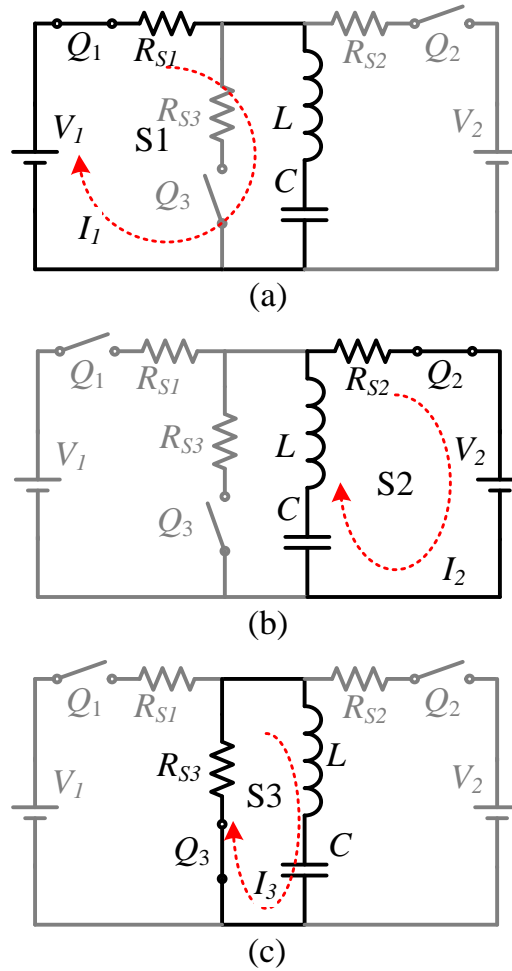 Q1 RS1 RS2 Q2
V1 S1 RS3 L V2
Q3 C
I1
(a)
Q1 RS1 RS2 Q2
V1 RS3 L V2
S2
Q3 C
I2
(b)
Q1 RS1 RS2 Q2
V1 RS3 S3 L V2
Q3 C
I3
(c)